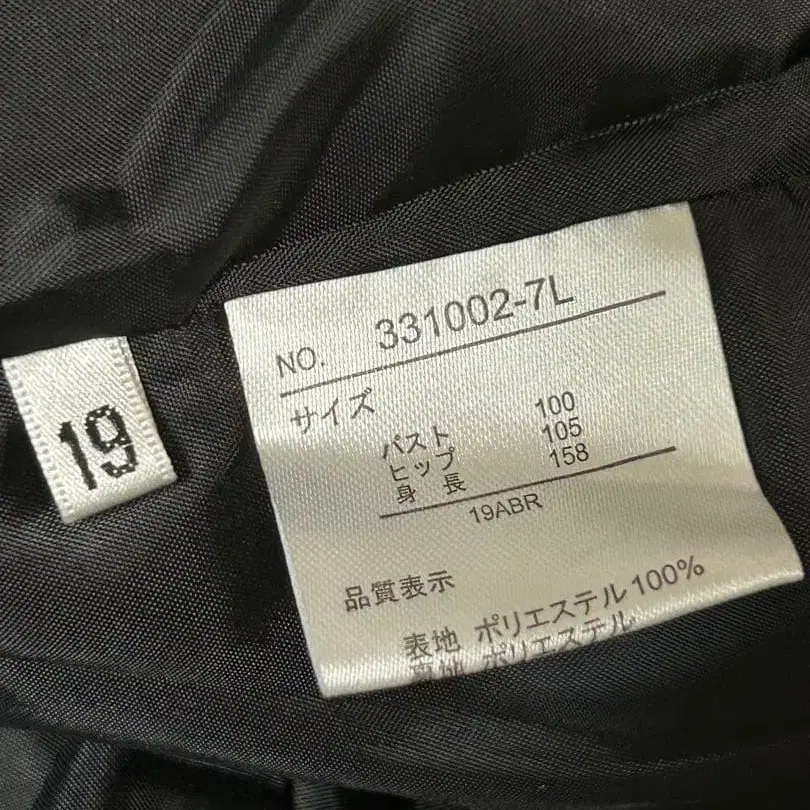 19
NO. 331002-7L
サイズ
バスト 100
ヒップ 105
身 長 158
19ABR
品質表示
表地 ポリエステル100%
ポリエステル